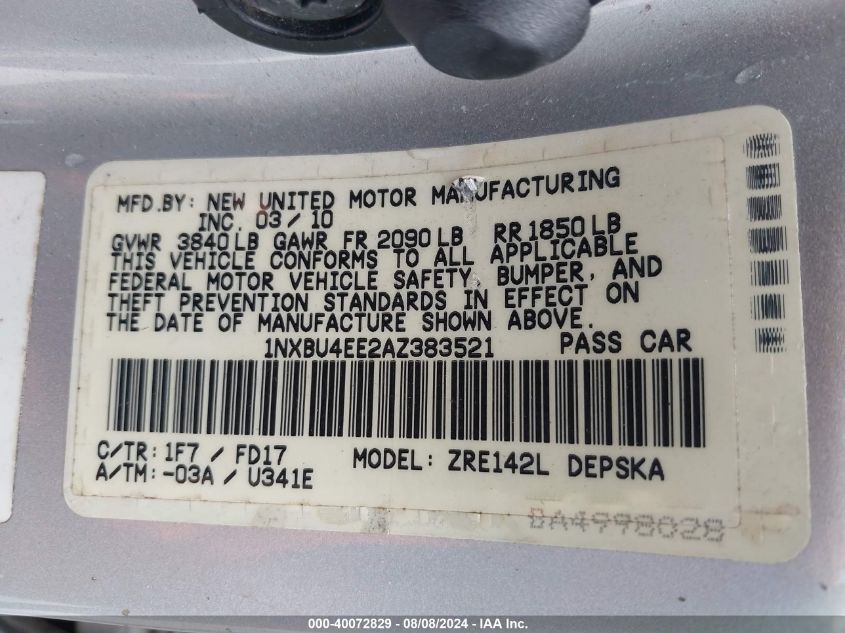 MFD.BY: NEW UNITED MOTOR MANUFACTURING
INC. 03/10
GVWR 3840LB GAWR FR 2090LB RR 1850LB
THIS VEHICLE CONFORMS TO ALL APPLICABLE
FEDERAL MOTOR VEHICLE SAFETY, BUMPER, AND
THEFT PREVENTION STANDARDS IN EFFECT ON
THE DATE OF MANUFACTURE SHOWN ABOVE.
1NXBU4EE2AZ383521 PASS CAR
C/TR: 1F7 / FD17 MODEL: ZRE142L DEPSKA
A/TM: -03A / U341E
BA4998028
000-40072829 - 08/08/2024 - IAA Inc.